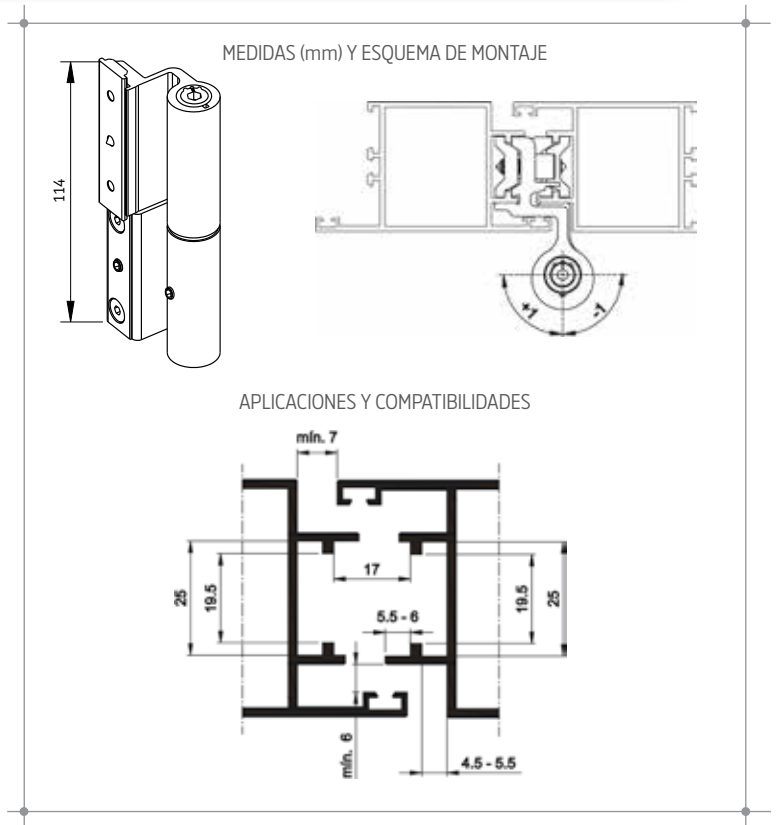 MEDIDAS (mm) Y ESQUEMA DE MONTAJE
114
+1
-1
APLICACIONES Y COMPATIBILIDADES
mín. 7
17
25
19.5
19.5
25
5.5 - 6
mín. 6
4.5 - 5.5